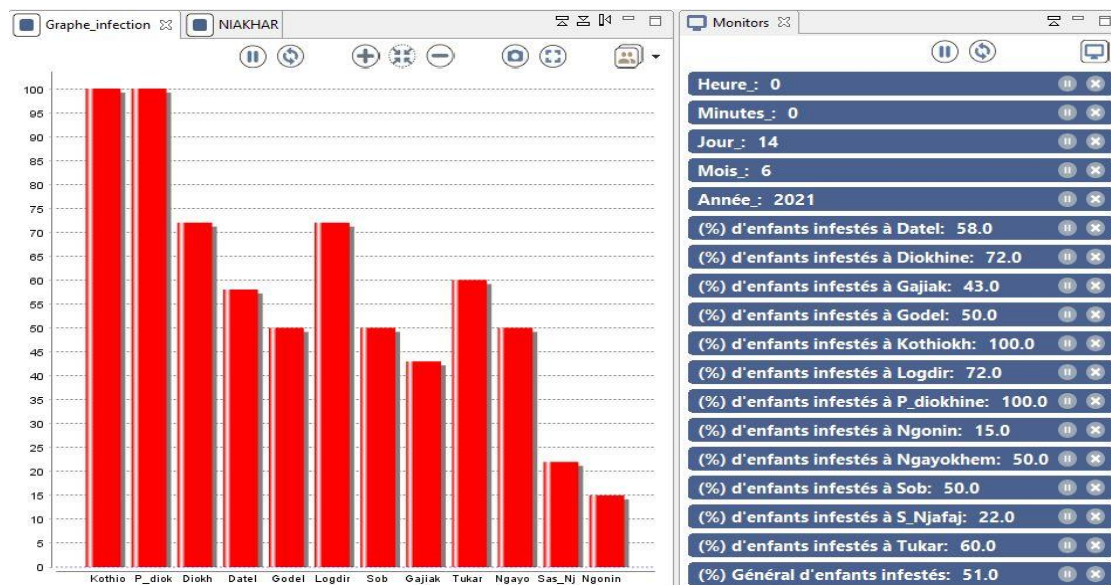 Graphe_infection
NIAKHAR
100
95
90
85
80
75
70
65
60
55
50
45
40
35
30
25
20
15
10
5
0
Kothio P_diok Diokh Datel Godel Logdir Sob Gajiak Tukar Ngayo Sas_Nj Ngonin
Monitors
Heure_: 0
Minutes_: 0
Jour_: 14
Mois_: 6
Année_: 2021
(%) d'enfants infestés à Datel: 58.0
(%) d'enfants infestés à Diokhine: 72.0
(%) d'enfants infestés à Gajiak: 43.0
(%) d'enfants infestés à Godel: 50.0
(%) d'enfants infestés à Kothiokh: 100.0
(%) d'enfants infestés à Logdir: 72.0
(%) d'enfants infestés à P_diokhine: 100.0
(%) d'enfants infestés à Ngonin: 15.0
(%) d'enfants infestés à Ngayokhem: 50.0
(%) d'enfants infestés à Sob: 50.0
(%) d'enfants infestés à S_Njafaj: 22.0
(%) d'enfants infestés à Tukar: 60.0
(%) Général d'enfants infestés: 51.0